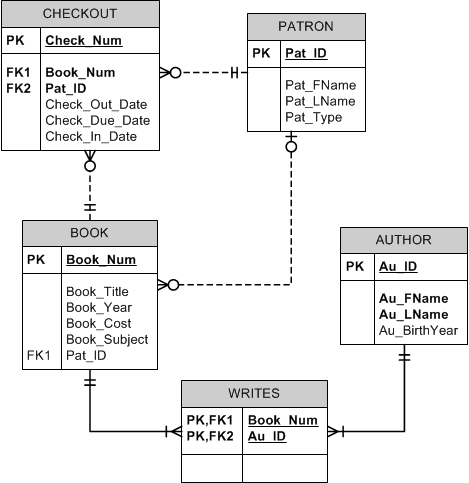 CHECKOUT
PK Check_Num
FK1 Book_Num
FK2 Pat_ID
Check_Out_Date
Check_Due_Date
Check_In_Date
PATRON
PK Pat_ID
Pat_FName
Pat_LName
Pat_Type
BOOK
PK Book_Num
Book_Title
Book_Year
Book_Cost
Book_Subject
FK1 Pat_ID
AUTHOR
PK Au_ID
Au_FName
Au_LName
Au_BirthYear
WRITES
PK,FK1 Book_Num
PK,FK2 Au_ID